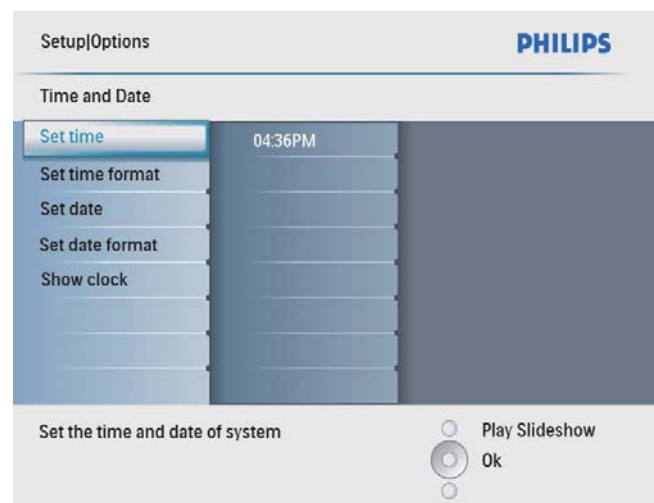 Setup|Options
PHILIPS
Time and Date
Set time
04:36PM
Set time format
Set date
Set date format
Show clock
Set the time and date of system
Play Slideshow
Ok